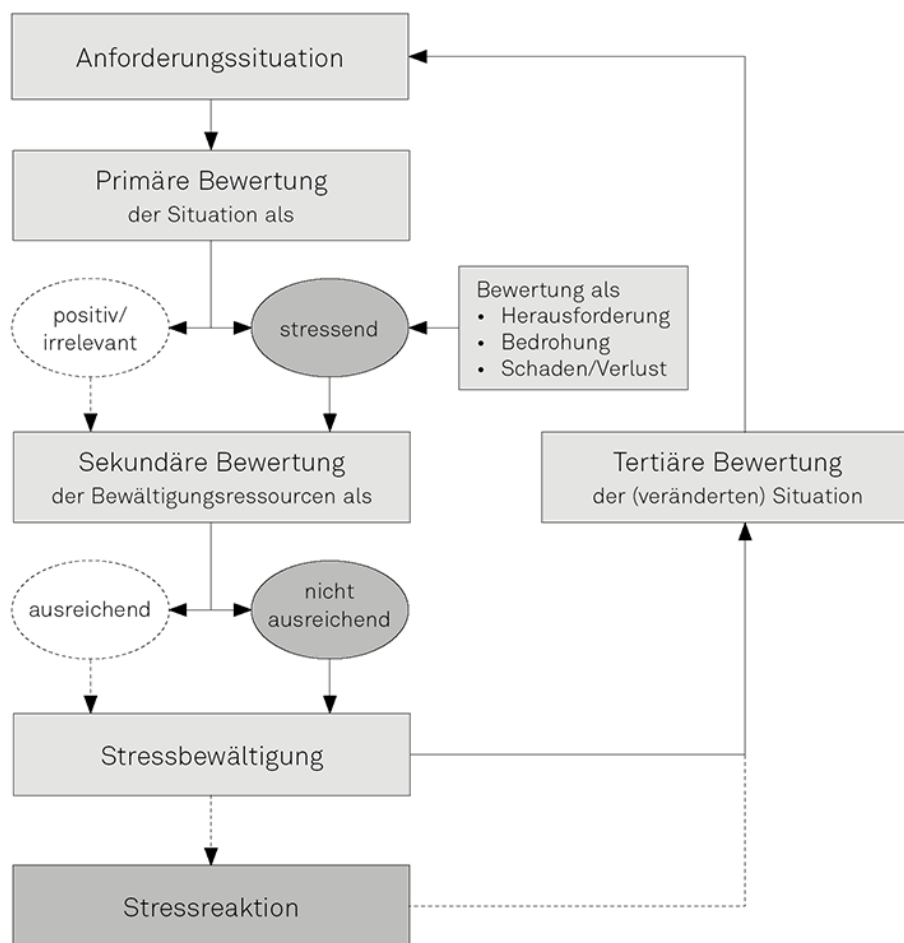 Anforderungssituation
Primäre Bewertung
der Situation als
positiv/
irrelevant
stressend
Bewertung als
• Herausforderung
• Bedrohung
• Schaden/Verlust
Sekundäre Bewertung
der Bewältigungsressourcen als
Tertiäre Bewertung
der (veränderten) Situation
ausreichend
nicht
ausreichend
Stressbewältigung
Stressreaktion